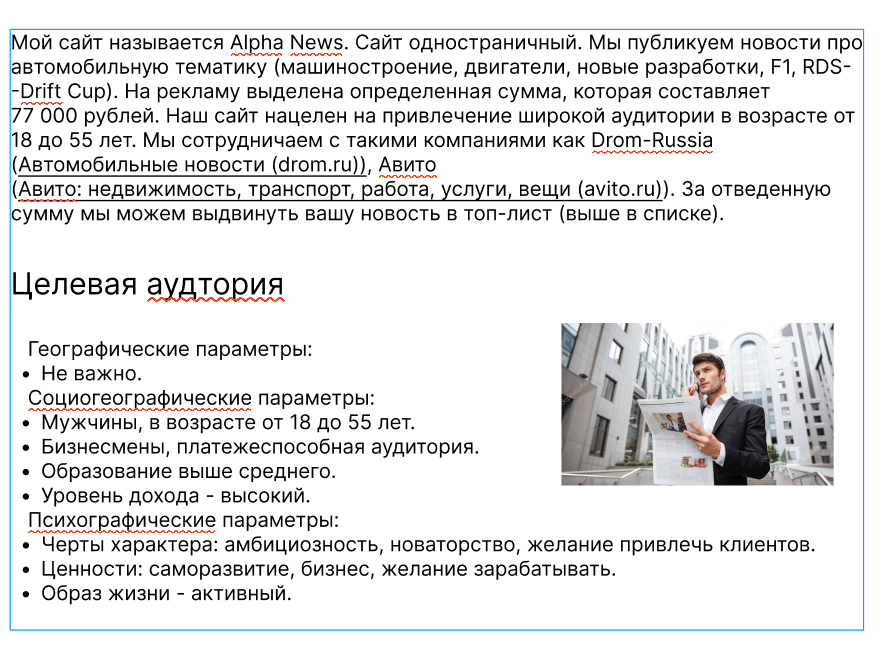 Мой сайт называется Alpha News. Сайт одностраничный. Мы публикуем новости про
автомобильную тематику (машиностроение, двигатели, новые разработки, F1, RDS-
-Drift Cup). На рекламу выделена определенная сумма, которая составляет
77 000 рублей. Наш сайт нацелен на привлечение широкой аудитории в возрасте от
18 до 55 лет. Мы сотрудничаем с такими компаниями как Drom-Russia
(Автомобильные новости (drom.ru)), Авито
(Авито: недвижимость, транспорт, работа, услуги, вещи (avito.ru)). За отведенную
сумму мы можем выдвинуть вашу новость в топ-лист (выше в списке).
Целевая аудтория
Географические параметры:
• Не важно.
Социогеографические параметры:
• Мужчины, в возрасте от 18 до 55 лет.
• Бизнесмены, платежеспособная аудитория.
• Образование выше среднего.
• Уровень дохода - высокий.
Психографические параметры:
• Черты характера: амбициозность, новаторство, желание привлечь клиентов.
• Ценности: саморазвитие, бизнес, желание зарабатывать.
• Образ жизни - активный.